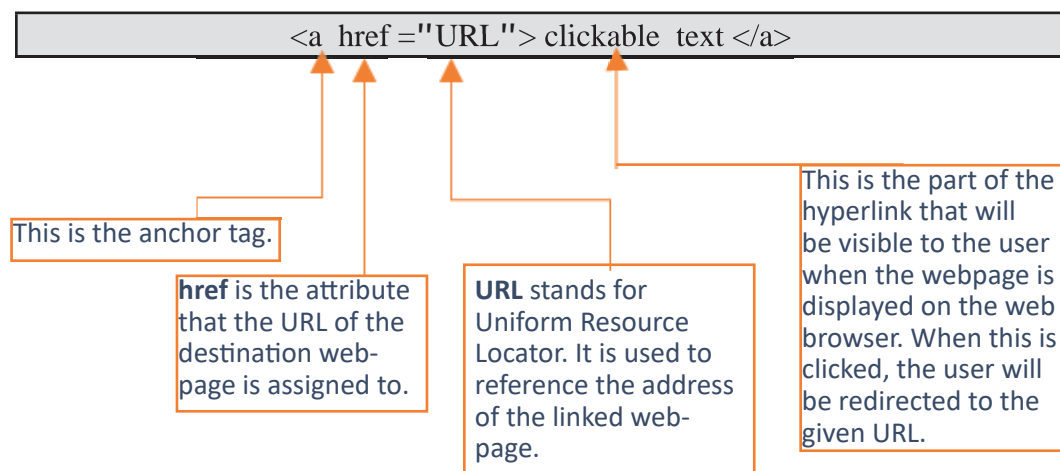 <a href ="URL"> clickable text </a>
This is the anchor tag.
href is the attribute
that the URL of the
destination web-
page is assigned to.
URL stands for
Uniform Resource
Locator. It is used to
reference the address
of the linked web-
page.
This is the part of the
hyperlink that will
be visible to the user
when the webpage is
displayed on the web
browser. When this is
clicked, the user will
be redirected to the
given URL.